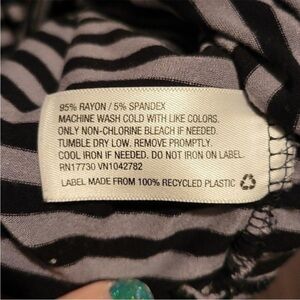 95% RAYON / 5% SPANDEX
MACHINE WASH COLD WITH LIKE COLORS.
ONLY NON-CHLORINE BLEACH IF NEEDED.
TUMBLE DRY LOW. REMOVE PROMPTLY.
COOL IRON IF NEEDED. DO NOT IRON ON LABEL.
RN17730 VN1042782
LABEL MADE FROM 100% RECYCLED PLASTIC